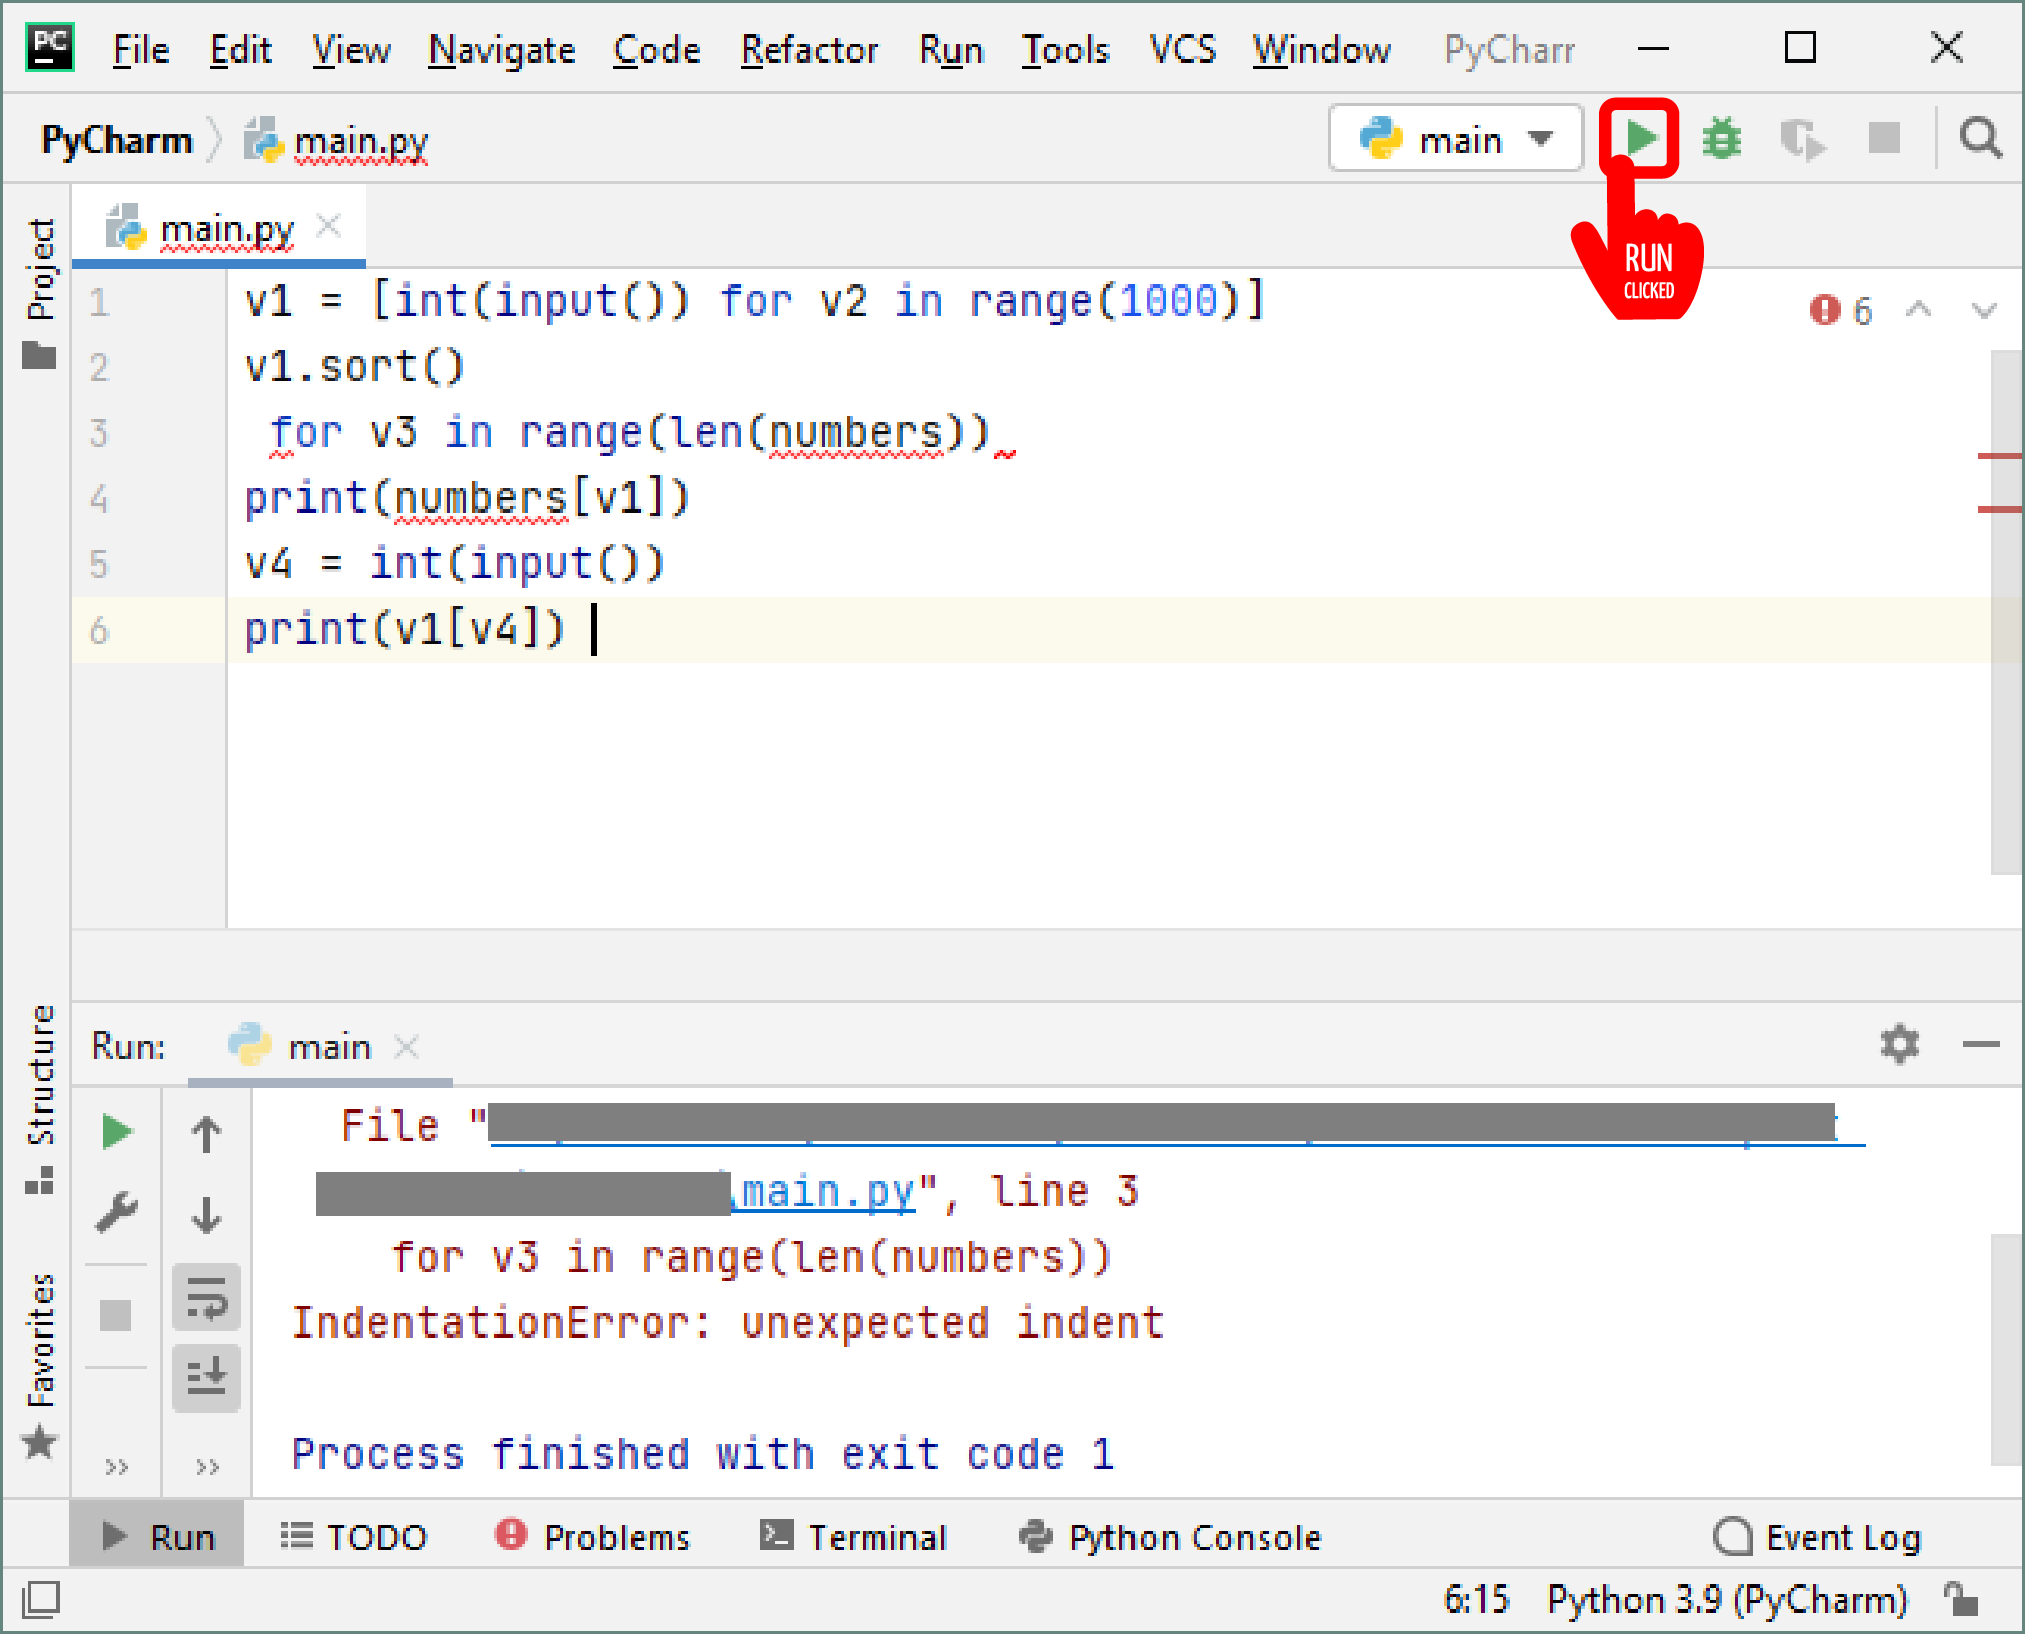 PC File Edit View Navigate Code Refactor Run Tools VCS Window PyCharr
PyCharm main.py main
RUN
CLICKED
Project
main.py
6
1 v1 = [int(input()) for v2 in range(1000)]
2 v1.sort()
3  for v3 in range(len(numbers))
4 print(numbers[v1])
5 v4 = int(input())
6 print(v1[v4])
Structure
Favorites
Run: main
File "
\main.py", line 3
for v3 in range(len(numbers))
IndentationError: unexpected indent
Process finished with exit code 1
Run TODO Problems Terminal Python Console Event Log
6:15 Python 3.9 (PyCharm)